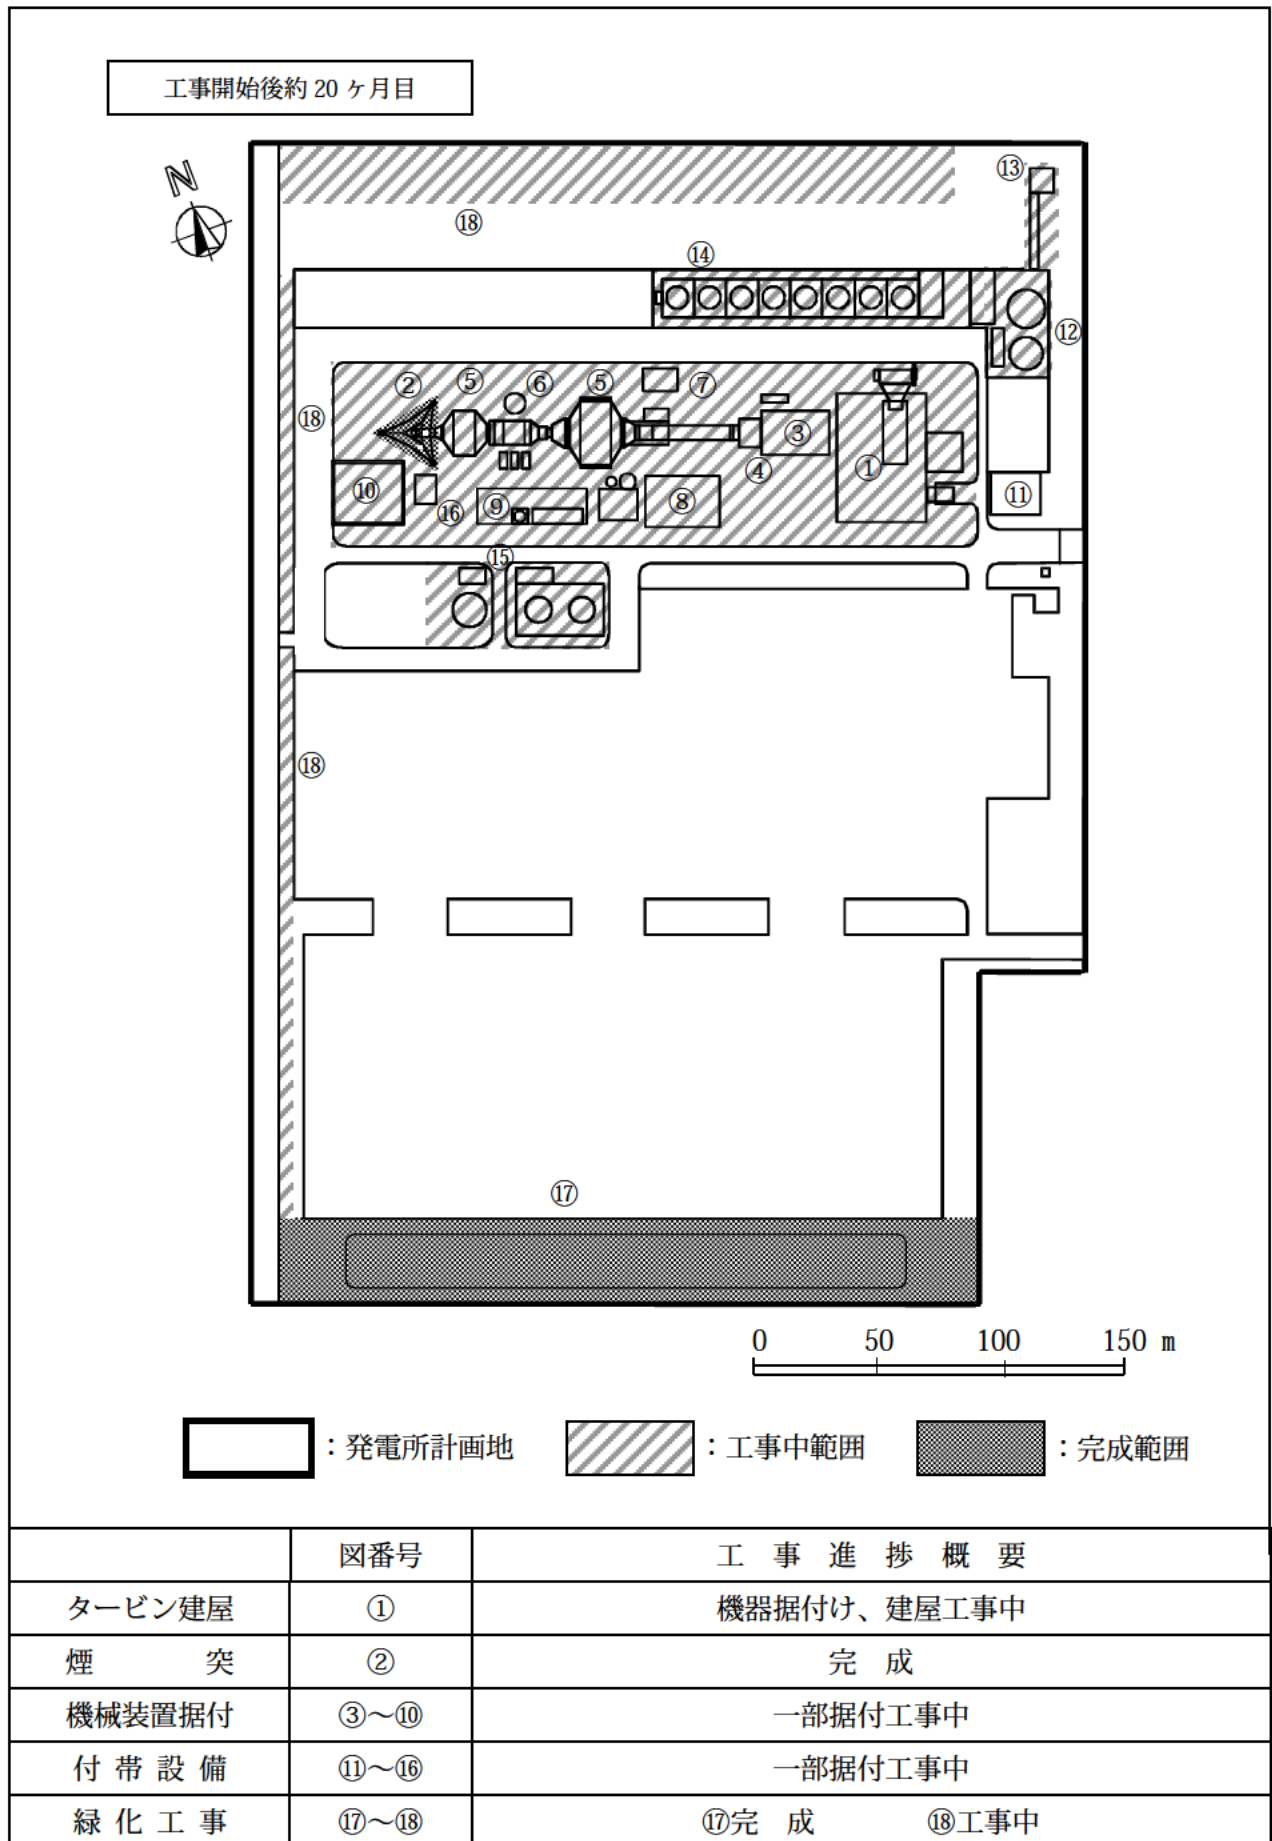 工事開始後約 20 ヶ月目
N
⑬
⑱
⑭
⑫
② ⑤ ⑥ ⑤ ⑦
⑱
③
④ ①
⑩ ⑯ ⑨ ⑧ ⑪
⑮
⑱
⑰
0 50 100 150 m
：発電所計画地 ：工事中範囲 ：完成範囲
図番号 工事進捗概要
タービン建屋 ① 機器据付け、建屋工事中
煙突 ② 完成
機械装置据付 ③～⑩ 一部据付工事中
付帯設備 ⑪～⑯ 一部据付工事中
緑化工事 ⑰～⑱ ⑰完成 ⑱工事中